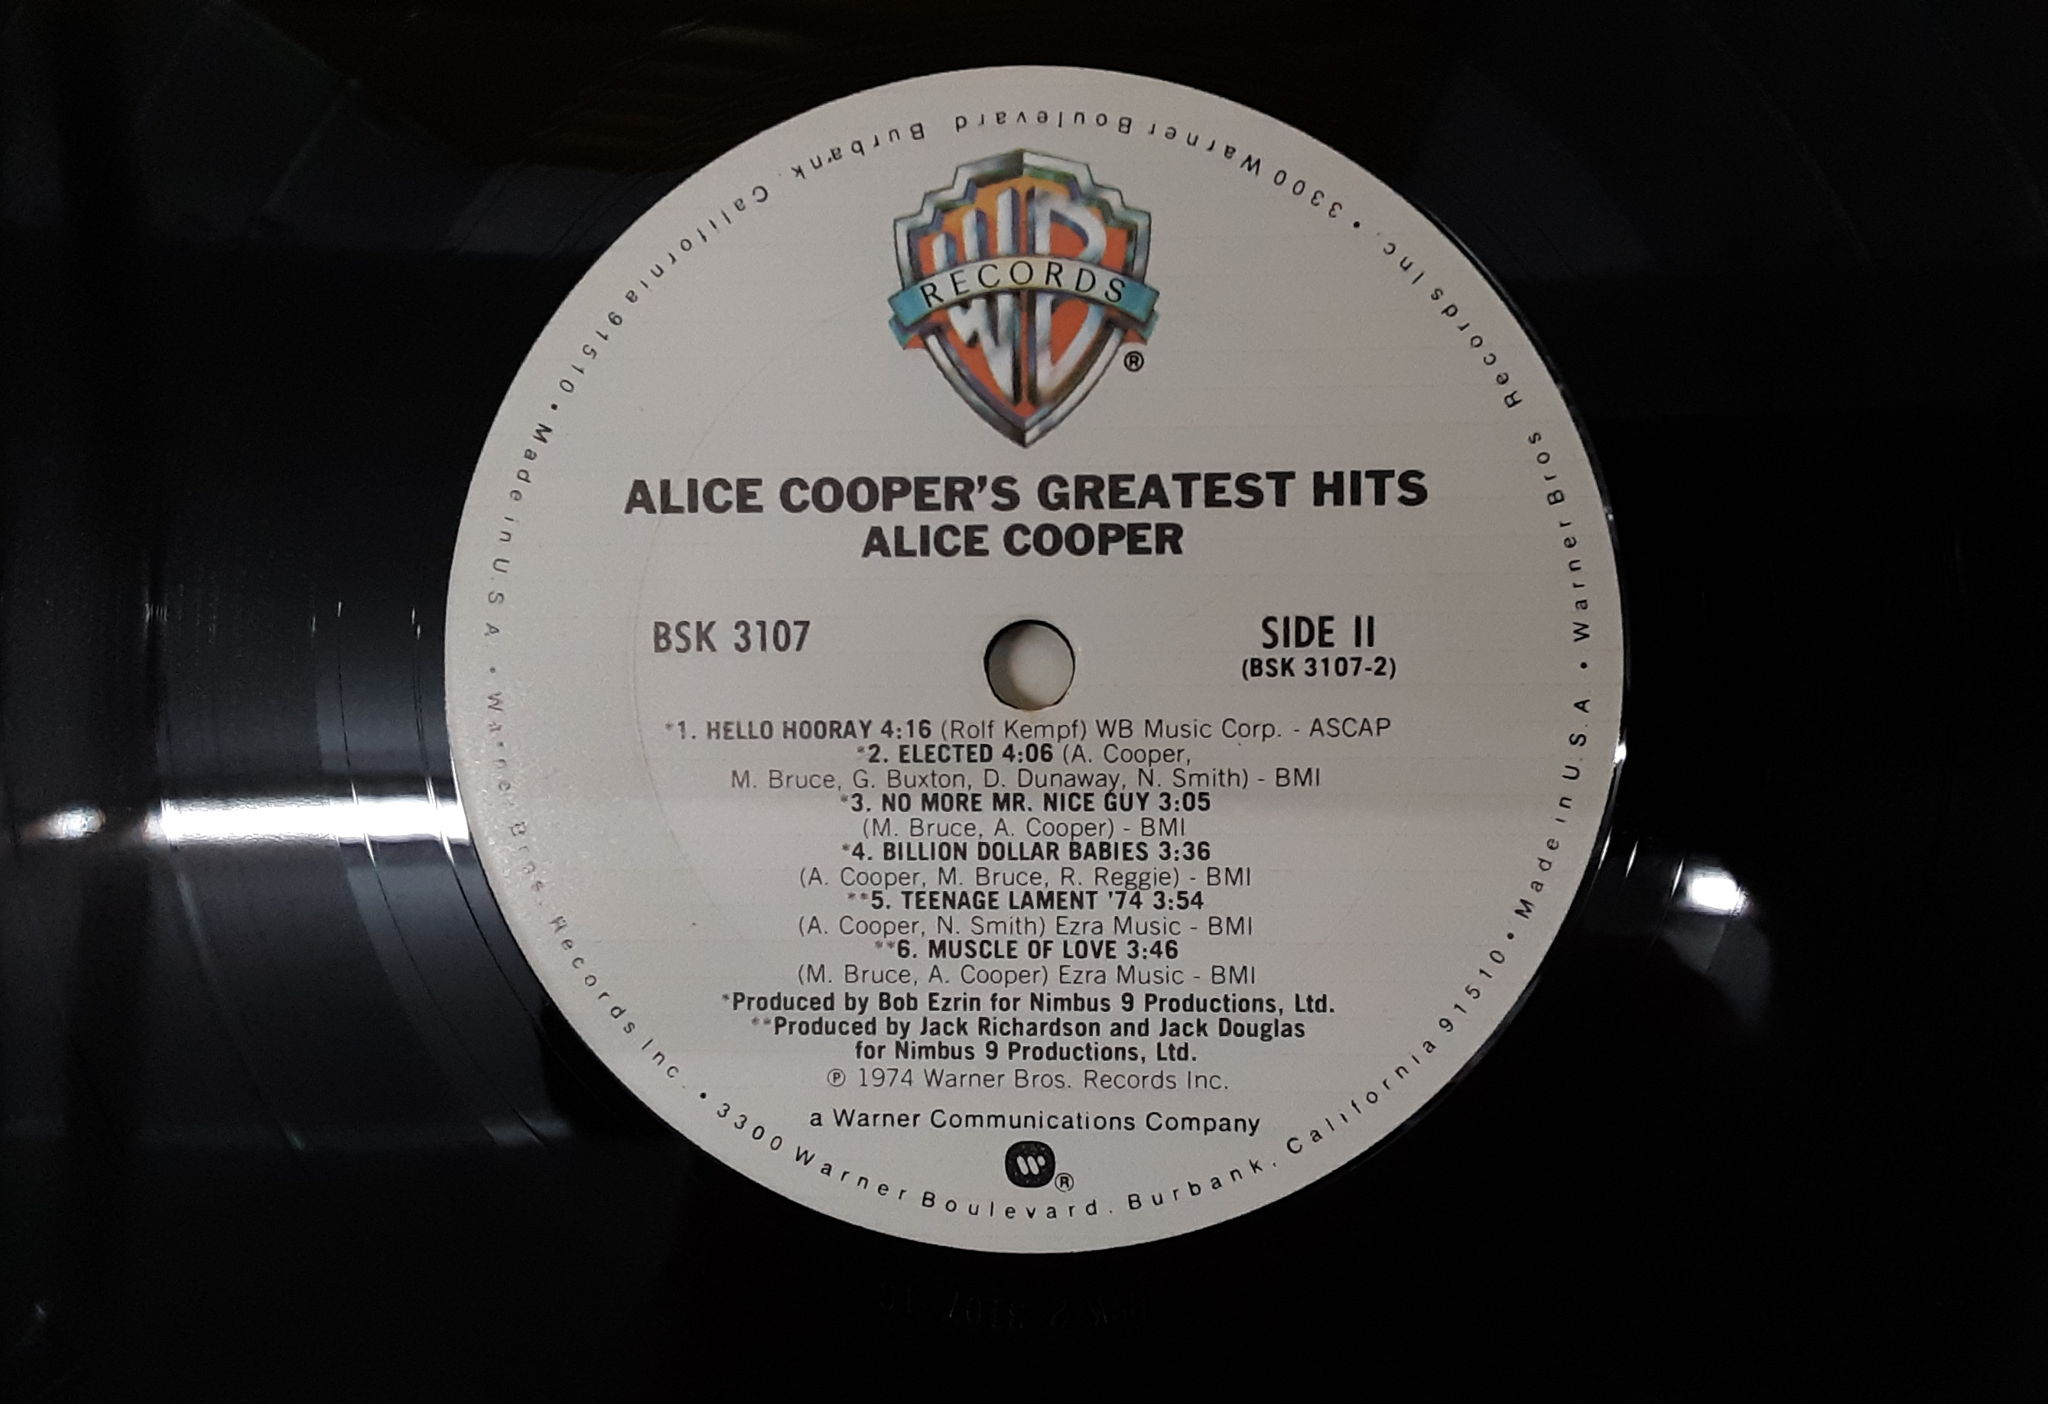 WB
RECORDS
®
ALICE COOPER'S GREATEST HITS
ALICE COOPER
BSK 3107
SIDE II
(BSK 3107-2)
*1. HELLO HOORAY 4:16 (Rolf Kempf) WB Music Corp. - ASCAP
*2. ELECTED 4:06 (A. Cooper,
M. Bruce, G. Buxton, D. Dunaway, N. Smith) - BMI
*3. NO MORE MR. NICE GUY 3:05
(M. Bruce, A. Cooper) - BMI
*4. BILLION DOLLAR BABIES 3:36
(A. Cooper, M. Bruce, R. Reggie) - BMI
**5. TEENAGE LAMENT '74 3:54
(A. Cooper, N. Smith) Ezra Music - BMI
**6. MUSCLE OF LOVE 3:46
(M. Bruce, A. Cooper) Ezra Music - BMI
*Produced by Bob Ezrin for Nimbus 9 Productions, Ltd.
**Produced by Jack Richardson and Jack Douglas
for Nimbus 9 Productions, Ltd.
℗ 1974 Warner Bros. Records Inc.
a Warner Communications Company
®
Warner Bros. Records Inc. • 3300 Warner Boulevard. Burbank, California 91510 • Made in U.S.A. • Warner Bros Records Inc. • 3300 Warner Boulevard Burbank. California 91510 • Made in U.S.A. •